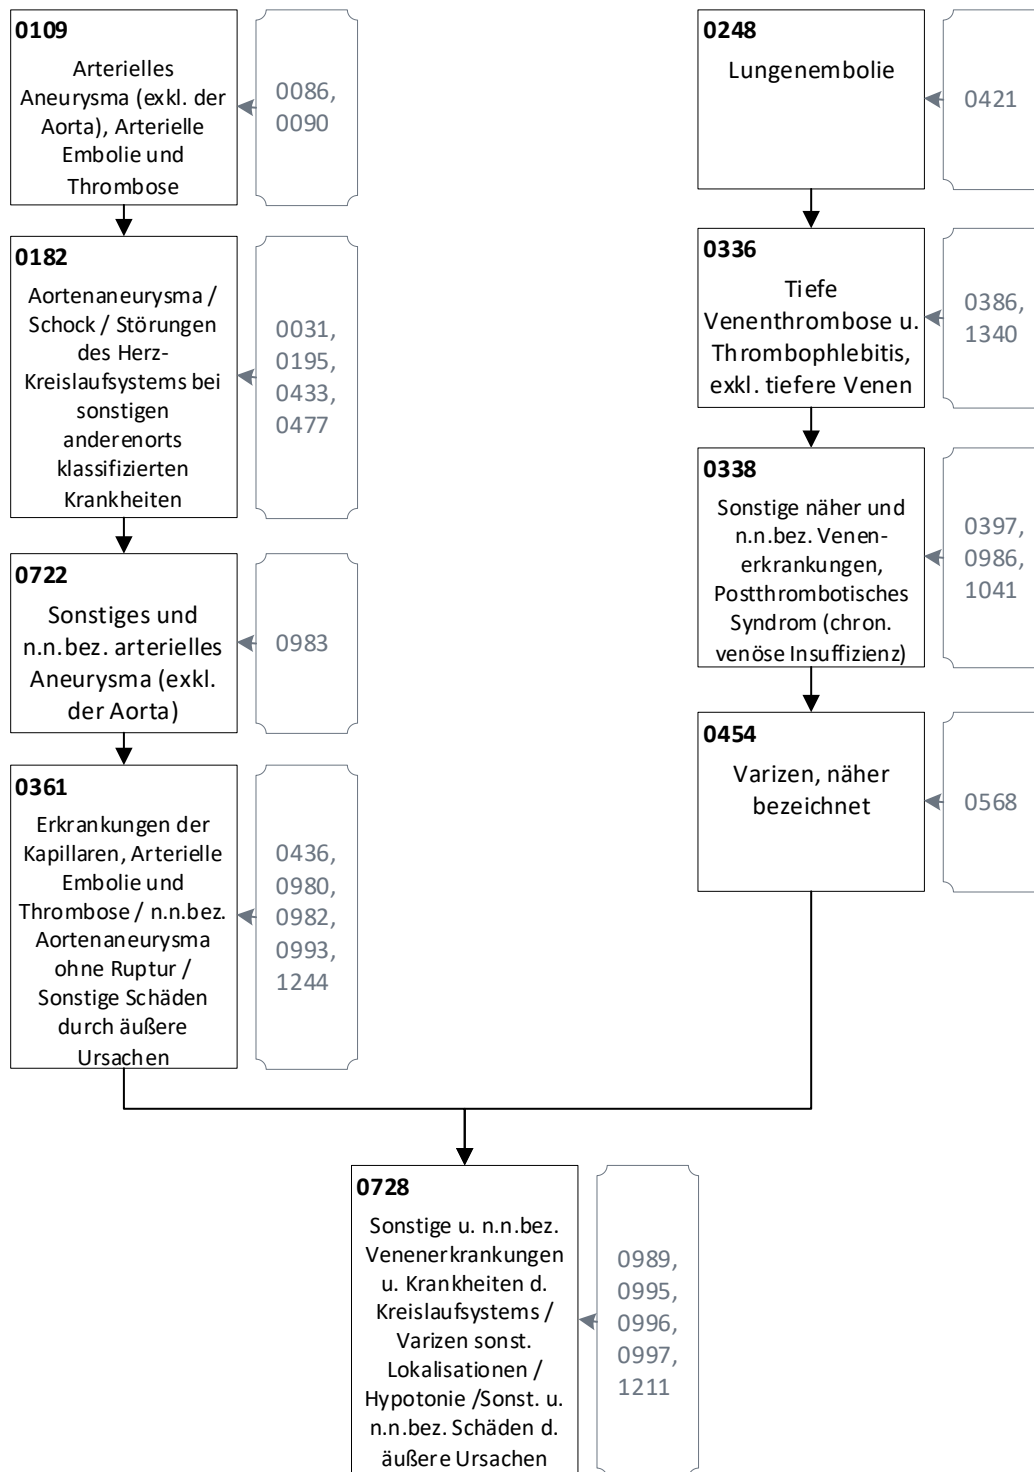 0109
Arterielles
Aneurysma (exkl. der
Aorta), Arterielle
Embolie und
Thrombose
0086,
0090
0182
Aortenaneurysma /
Schock / Störungen
des Herz-
Kreislaufsystems bei
sonstigen
anderenorts
klassifizierten
Krankheiten
0031,
0195,
0433,
0477
0722
Sonstiges und
n.n.bez. arterielles
Aneurysma (exkl.
der Aorta)
0983
0361
Erkrankungen der
Kapillaren, Arterielle
Embolie und
Thrombose / n.n.bez.
Aortenaneurysma
ohne Ruptur /
Sonstige Schäden
durch äußere
Ursachen
0436,
0980,
0982,
0993,
1244
0248
Lungenembolie
0421
0336
Tiefe
Venenthrombose u.
Thrombophlebitis,
exkl. tiefere Venen
0386,
1340
0338
Sonstige näher und
n.n.bez. Venen-
erkrankungen,
Postthrombotisches
Syndrom (chron.
venöse Insuffizienz)
0397,
0986,
1041
0454
Varizen, näher
bezeichnet
0568
0728
Sonstige u. n.n.bez.
Venenerkrankungen
u. Krankheiten d.
Kreislaufsystems /
Varizen sonst.
Lokalisationen /
Hypotonie /Sonst. u.
n.n.bez. Schäden d.
äußere Ursachen
0989,
0995,
0996,
0997,
1211